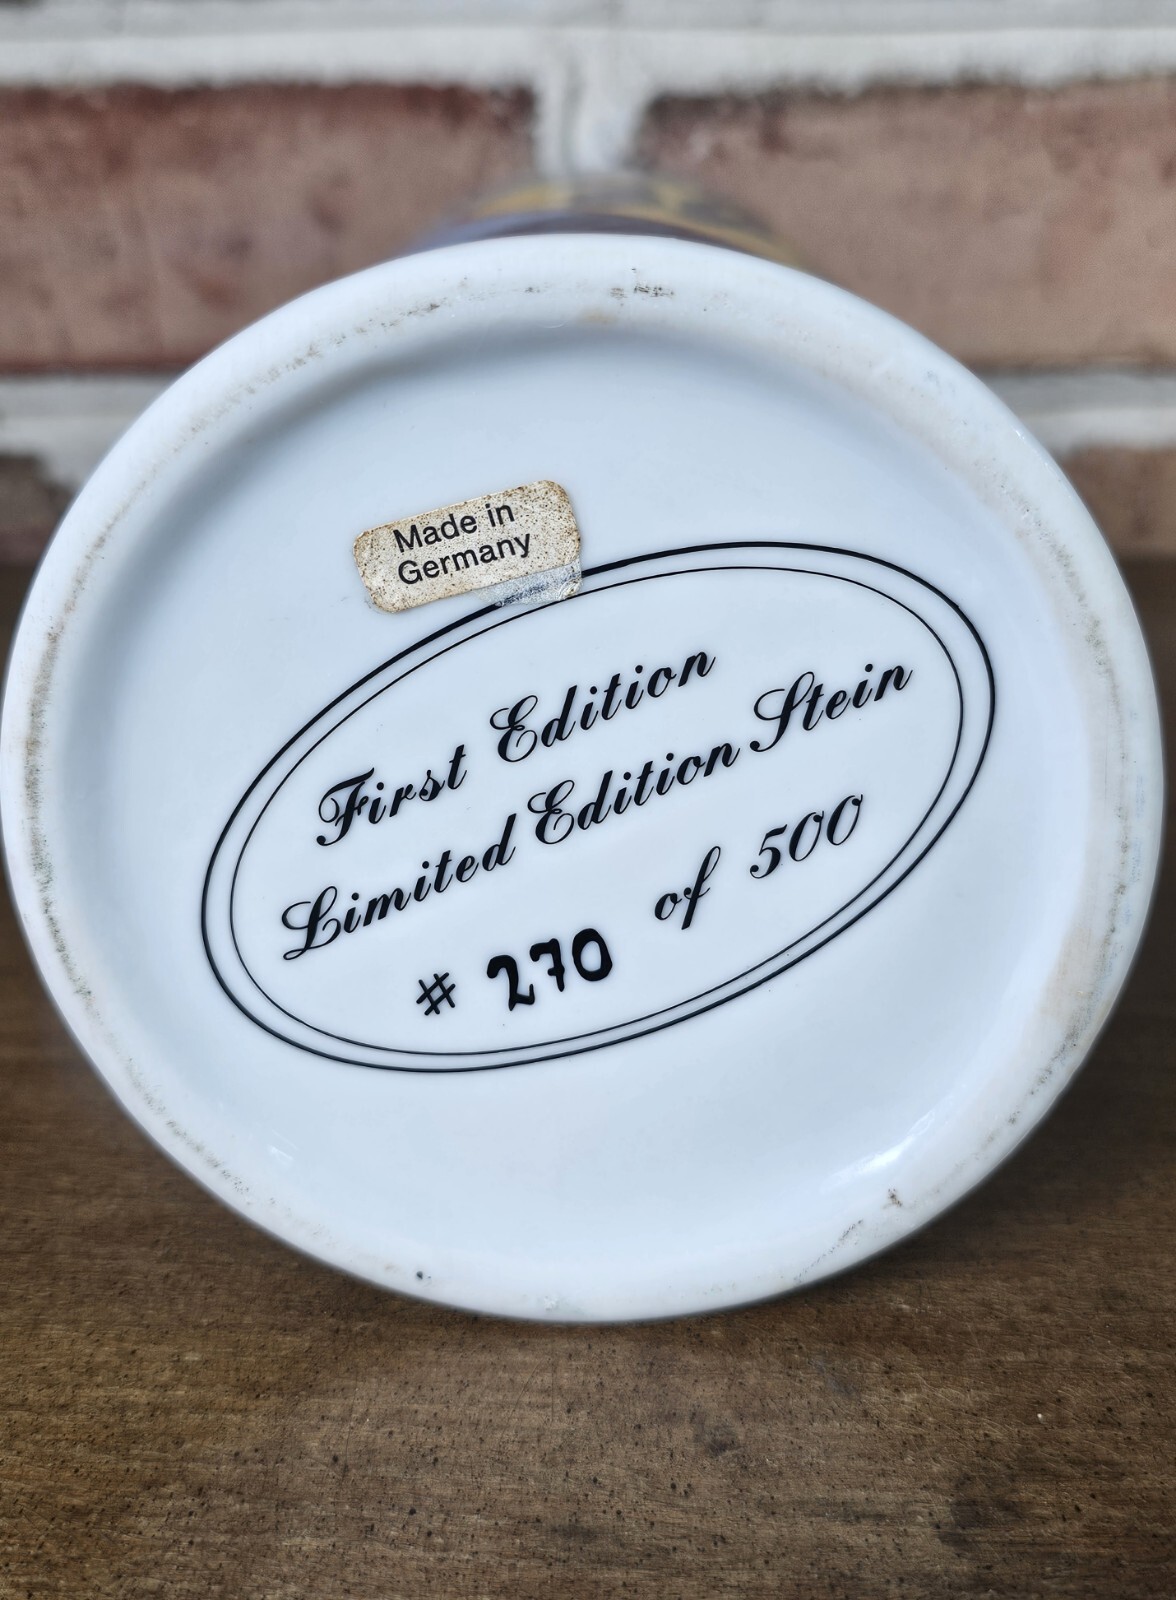 Made in
Germany
First Edition
Limited Edition Stein
# 270 of 500